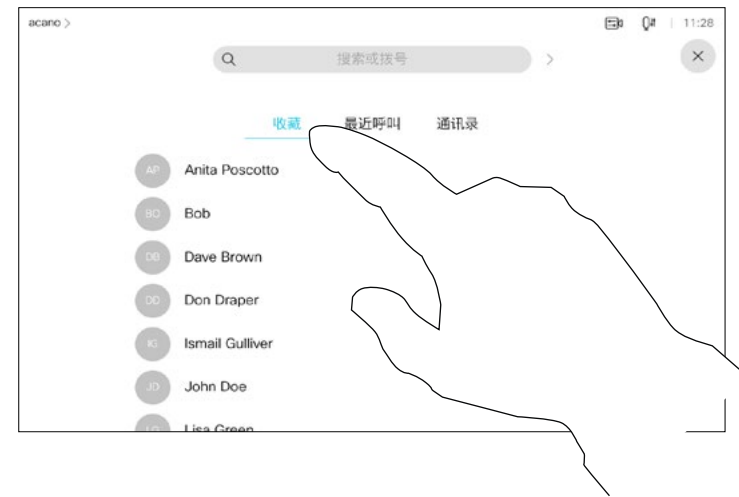 acano >
11:28
搜索或拨号
收藏 最近呼叫 通讯录
AP Anita Poscotto
BO Bob
DB Dave Brown
DD Don Draper
IG Ismail Gulliver
JD John Doe
LG Lisa Green